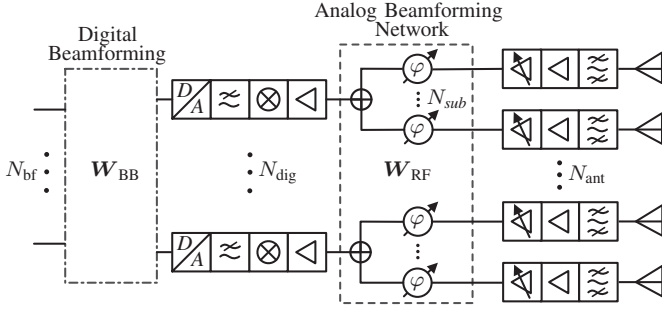 Digital
Beamforming
Analog Beamforming
Network
D
A
φ
N_sub
φ
N_bf
W_BB
N_dig
W_RF
N_ant
D
A
φ
φ